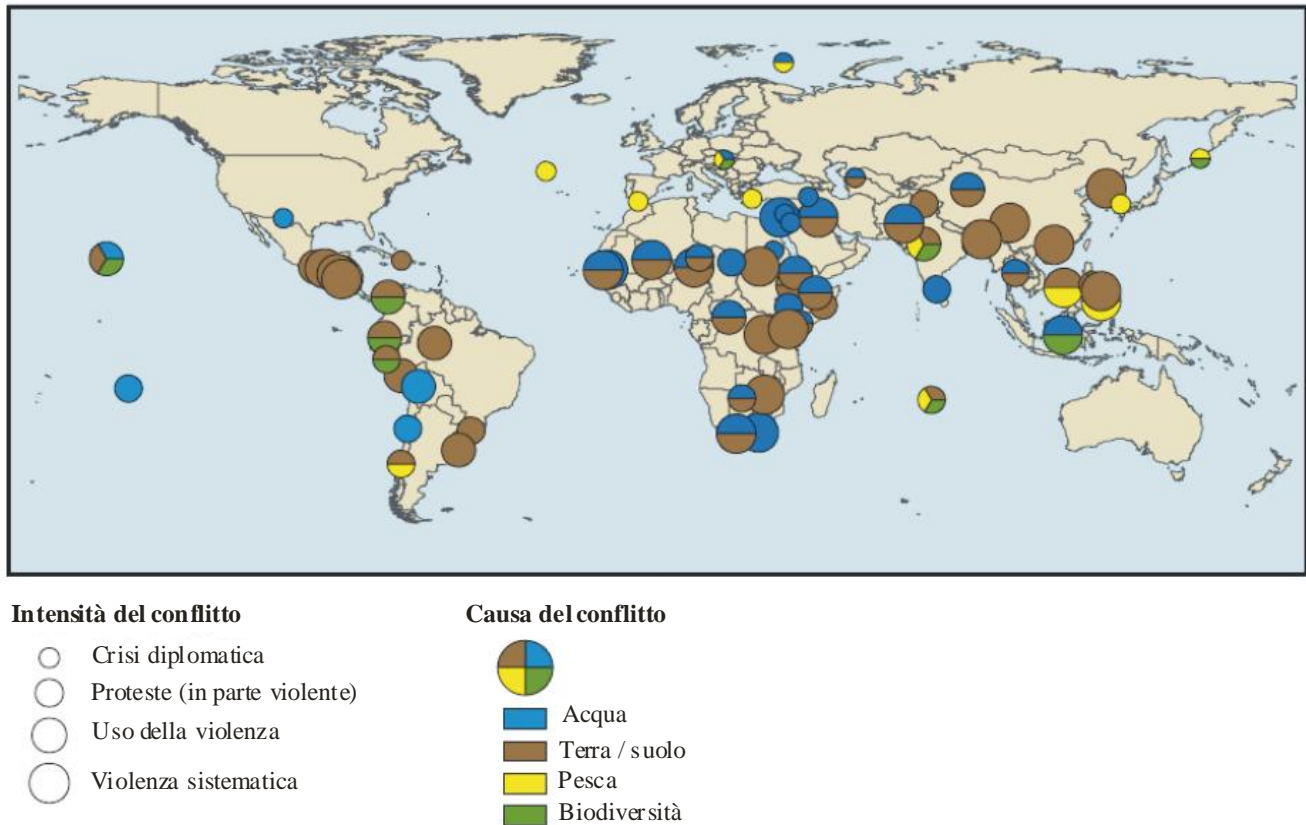 Intensità del conflitto
Crisi diplomatica
Proteste (in parte violente)
Uso della violenza
Violenza sistematica
Causa del conflitto
Acqua
Terra / suolo
Pesca
Biodiversità